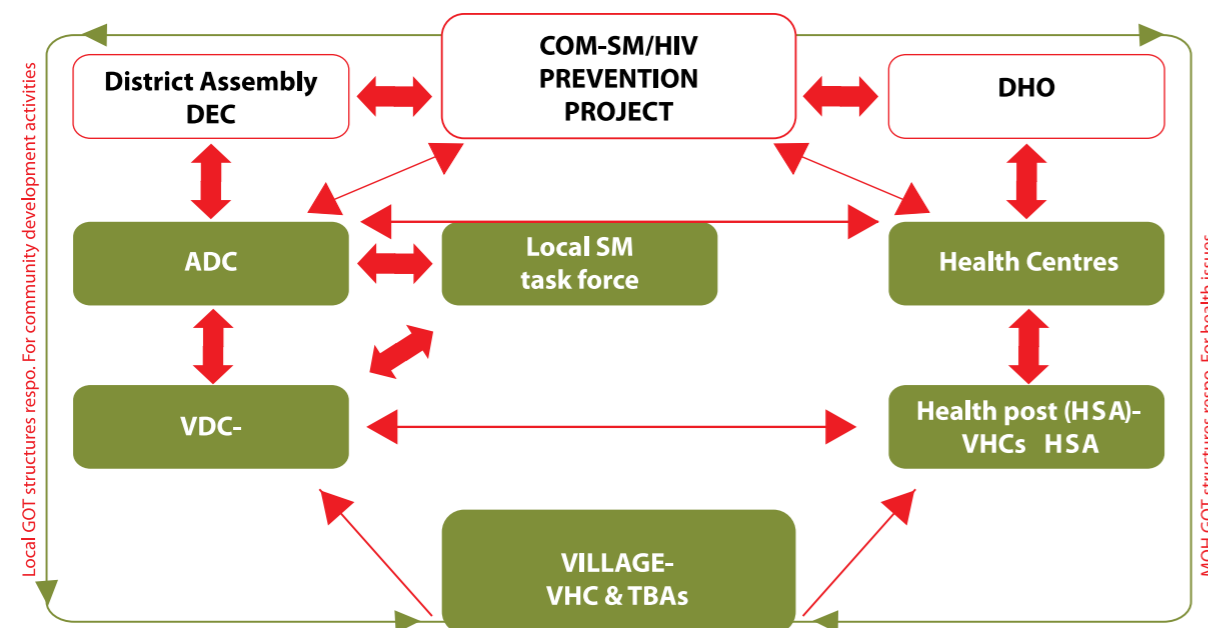 COM-SM/HIV
PREVENTION
PROJECT
District Assembly
DEC
DHO
ADC
Local SM
task force
Health Centres
VDC-
Health post (HSA)-
VHCs HSA
VILLAGE-
VHC & TBAs
Local GOT structures respo. For community development activities
MOH GOT structures respo. For health issues